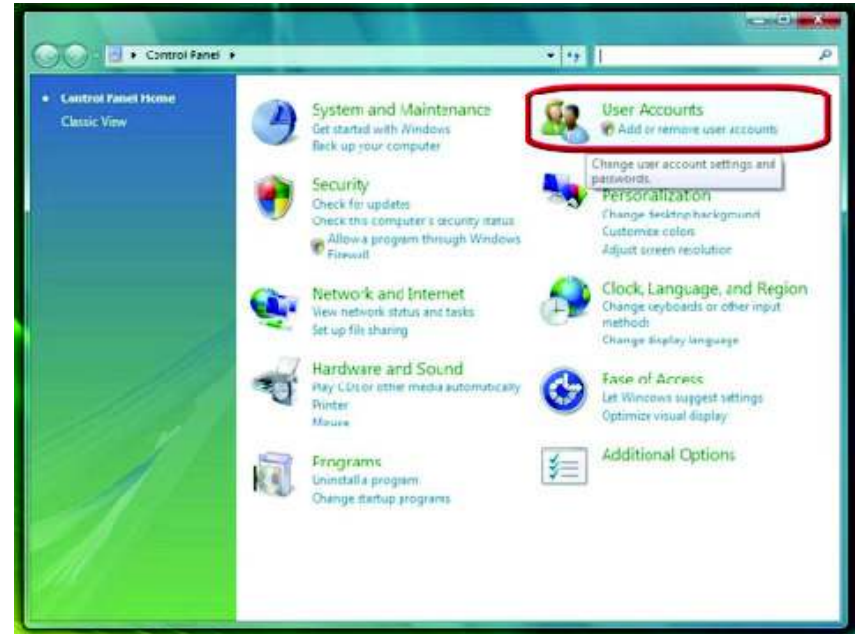 Control Panel
Control Panel Home
Classic View
System and Maintenance
Get started with Windows
Back up your computer
Security
Check for updates
Check this computer's security status
Allow a program through Windows
Firewall
Network and Internet
View network status and tasks
Set up file sharing
Hardware and Sound
Play CDs or other media automatically
Printer
Mouse
Programs
Uninstall a program
Change startup programs
User Accounts
Add or remove user accounts
Change user account settings and
passwords.
Personalization
Change desktop background
Customize colors
Adjust screen resolution
Clock, Language, and Region
Change keyboards or other input
methods
Change display language
Ease of Access
Let Windows suggest settings
Optimize visual display
Additional Options